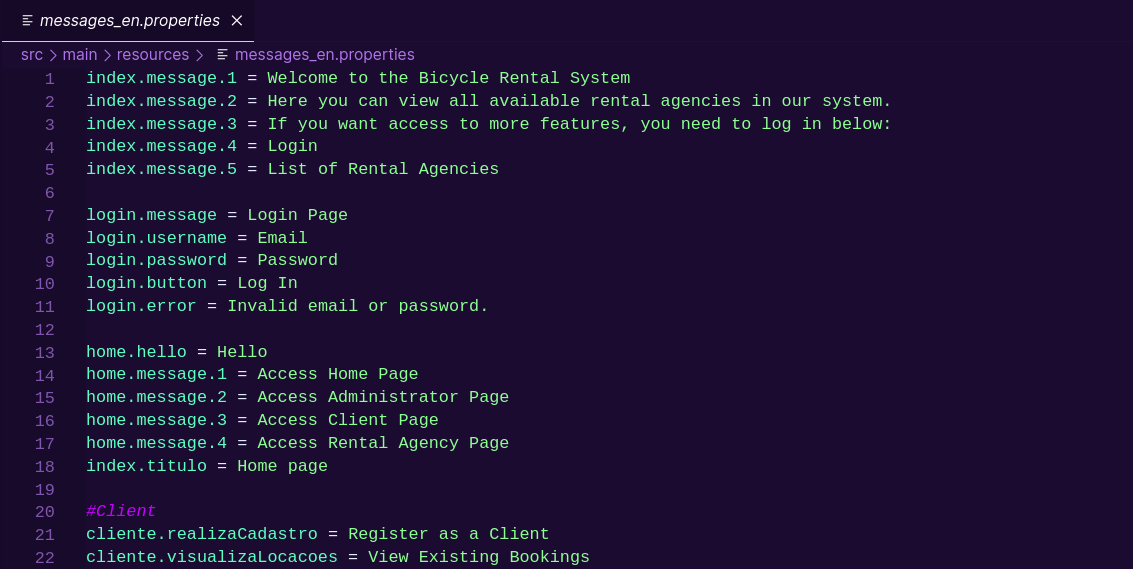 messages_en.properties
src > main > resources > messages_en.properties
1 index.message.1 = Welcome to the Bicycle Rental System
2 index.message.2 = Here you can view all available rental agencies in our system.
3 index.message.3 = If you want access to more features, you need to log in below:
4 index.message.4 = Login
5 index.message.5 = List of Rental Agencies
6
7 login.message = Login Page
8 login.username = Email
9 login.password = Password
10 login.button = Log In
11 login.error = Invalid email or password.
12
13 home.hello = Hello
14 home.message.1 = Access Home Page
15 home.message.2 = Access Administrator Page
16 home.message.3 = Access Client Page
17 home.message.4 = Access Rental Agency Page
18 index.titulo = Home page
19
20 #Client
21 cliente.realizaCadastro = Register as a Client
22 cliente.visualizaLocacoes = View Existing Bookings